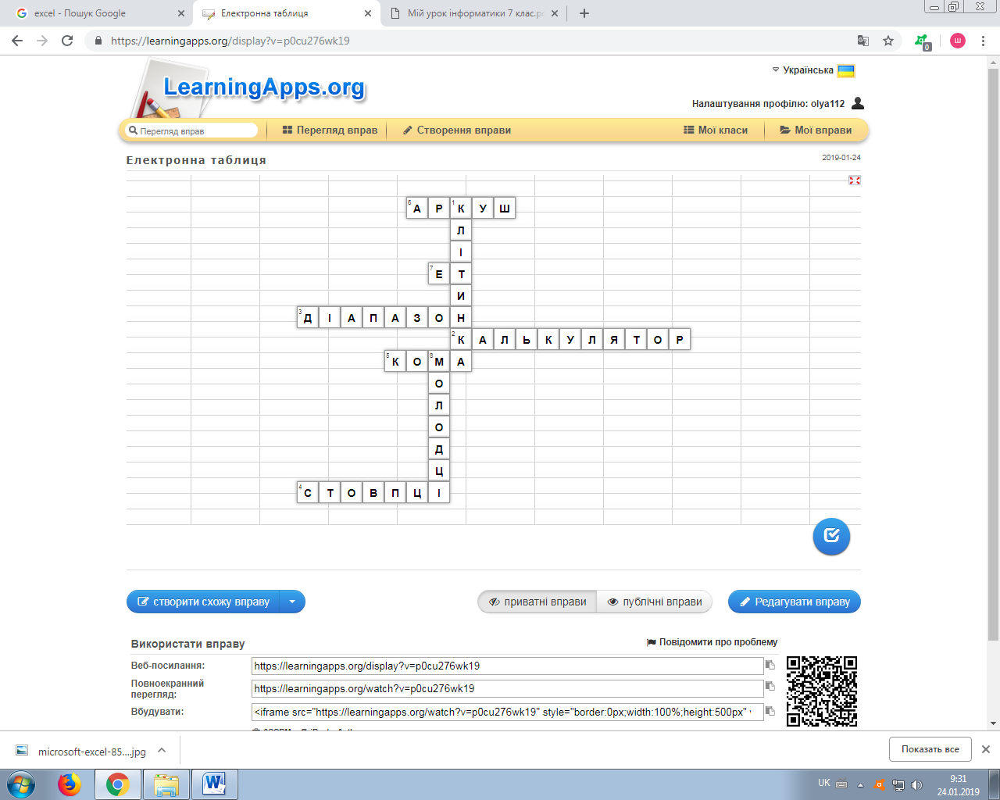 excel - Пошук Google
Електронна таблиця
Мій урок інформатики 7 клас.p
https://learningapps.org/display?v=p0cu276wk19
ш
0
LearningApps.org
Українська
Налаштування профілю: olya112
Перегляд вправ
Перегляд вправ
Створення вправи
Мої класи
Мої вправи
Електронна таблиця
2019-01-24
6 А Р 1 К У Ш
Л
І
7 Е Т
И
3 Д І А П А З О Н
2 К А Л Ь К У Л Я Т О Р
5 К О 8 М А
О
Л
О
Д
Ц
4 С Т О В П Ц І
створити схожу вправу
приватні вправи
публічні вправи
Редагувати вправу
Використати вправу
Повідомити про проблему
Веб-посилання:
https://learningapps.org/display?v=p0cu276wk19
Повноекранний
перегляд:
https://learningapps.org/watch?v=p0cu276wk19
Вбудувати:
<iframe src="https://learningapps.org/watch?v=p0cu276wk19" style="border:0px;width:100%;height:500px"
microsoft-excel-85....jpg
Показать все
UK
9:31
24.01.2019